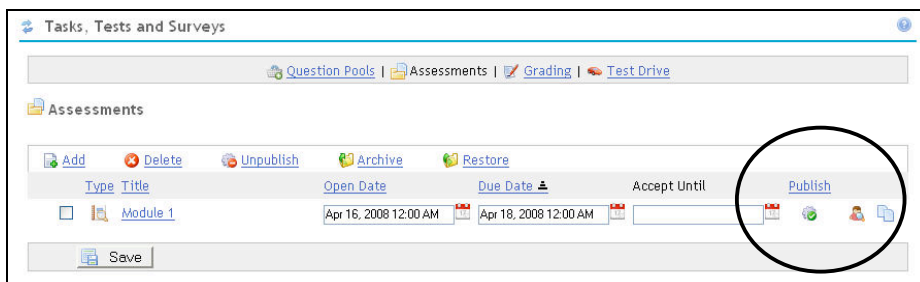 Tasks, Tests and Surveys
Question Pools | Assessments | Grading | Test Drive
Assessments
Add Delete Unpublish Archive Restore
Type Title Open Date Due Date Accept Until Publish
Module 1 Apr 16, 2008 12:00 AM Apr 18, 2008 12:00 AM
Save